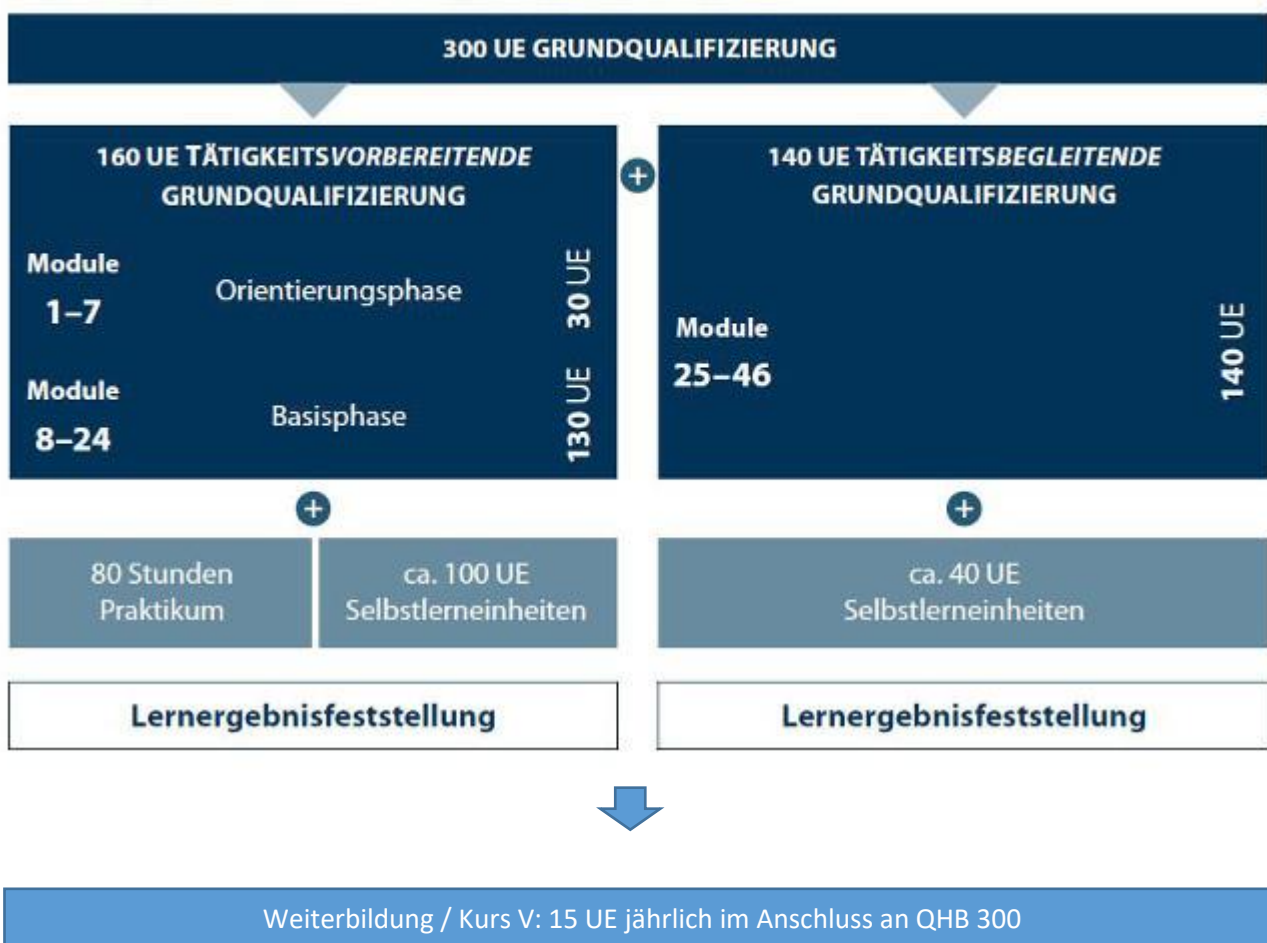 300 UE GRUNDQUALIFIZIERUNG
160 UE TÄTIGKEITSVORBEREITENDE
GRUNDQUALIFIZIERUNG
Module
1–7
Orientierungsphase
30 UE
Module
8–24
Basisphase
130 UE
140 UE TÄTIGKEITSBEGLEITENDE
GRUNDQUALIFIZIERUNG
Module
25–46
140 UE
80 Stunden
Praktikum
ca. 100 UE
Selbstlerneinheiten
ca. 40 UE
Selbstlerneinheiten
Lernergebnisfeststellung
Lernergebnisfeststellung
Weiterbildung / Kurs V: 15 UE jährlich im Anschluss an QHB 300